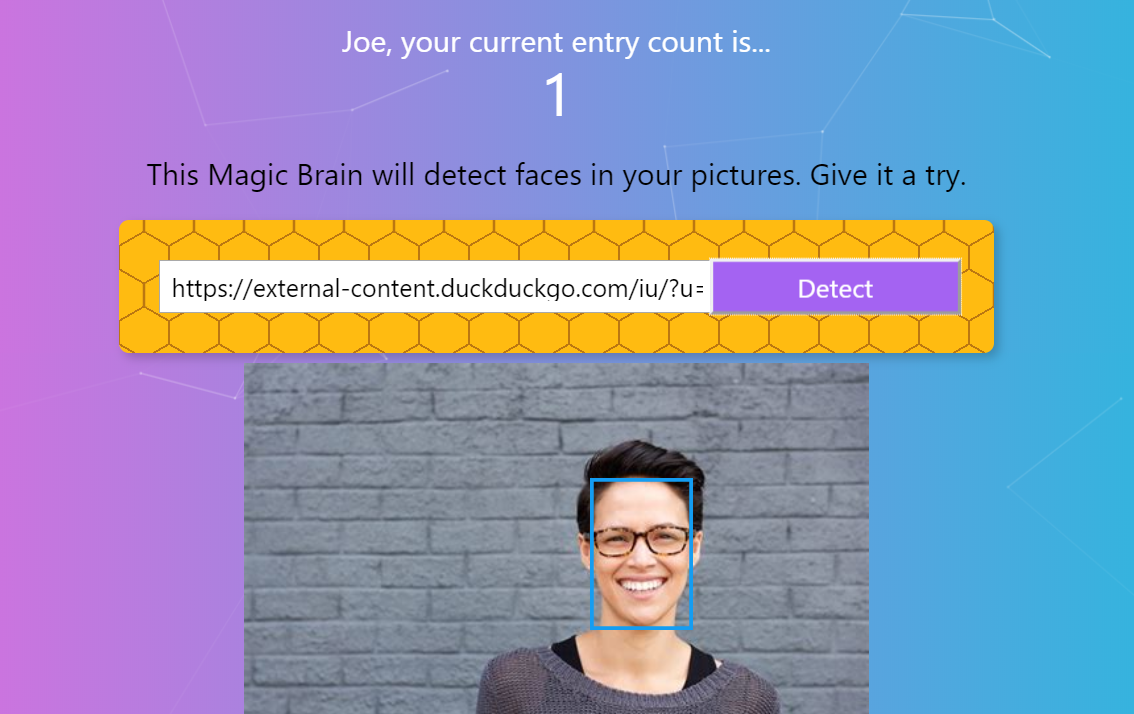 Joe, your current entry count is...
1
This Magic Brain will detect faces in your pictures. Give it a try.
https://external-content.duckduckgo.com/iu/?u=
Detect